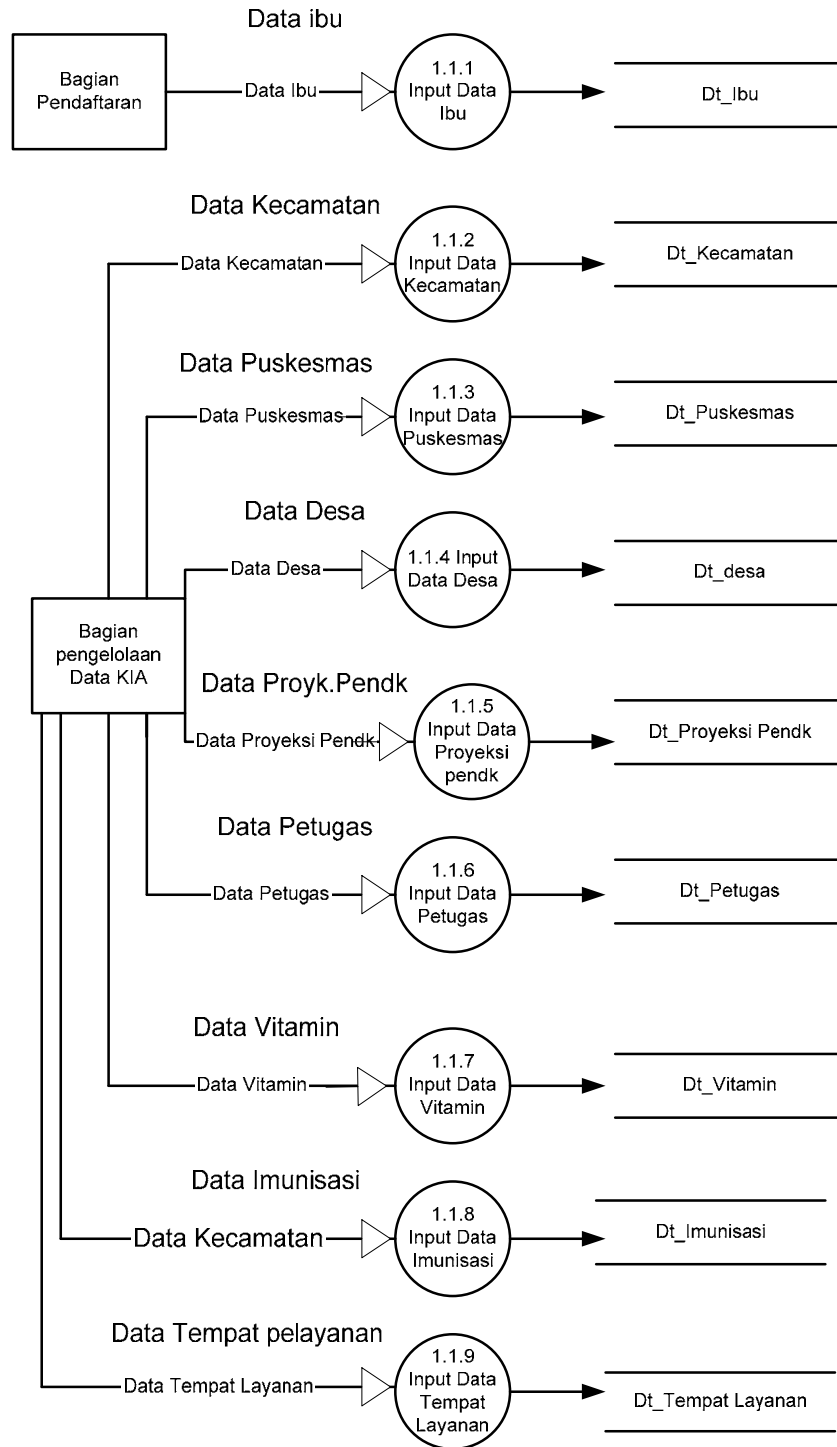 Data ibu
Bagian
Pendaftaran
Data Ibu
1.1.1
Input Data
Ibu
Dt_Ibu
Data Kecamatan
Data Kecamatan
1.1.2
Input Data
Kecamatan
Dt_Kecamatan
Data Puskesmas
Data Puskesmas
1.1.3
Input Data
Puskesmas
Dt_Puskesmas
Data Desa
Data Desa
1.1.4 Input
Data Desa
Dt_desa
Bagian
pengelolaan
Data KIA
Data Proyk.Pendk
Data Proyeksi Pendk
1.1.5
Input Data
Proyeksi
pendk
Dt_Proyeksi Pendk
Data Petugas
Data Petugas
1.1.6
Input Data
Petugas
Dt_Petugas
Data Vitamin
Data Vitamin
1.1.7
Input Data
Vitamin
Dt_Vitamin
Data Imunisasi
Data Kecamatan
1.1.8
Input Data
Imunisasi
Dt_Imunisasi
Data Tempat pelayanan
Data Tempat Layanan
1.1.9
Input Data
Tempat
Layanan
Dt_Tempat Layanan